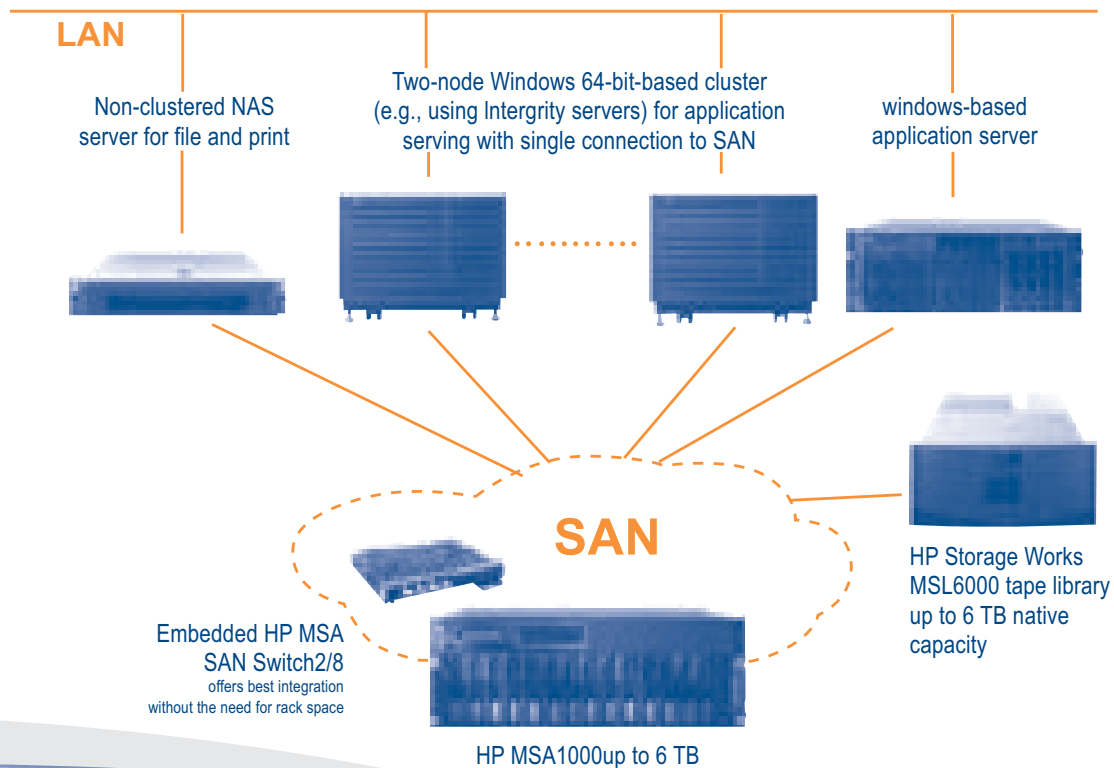 LAN
Non-clustered NAS
server for file and print
Two-node Windows 64-bit-based cluster
(e.g., using Intergrity servers) for application
serving with single connection to SAN
windows-based
application server
SAN
HP Storage Works
MSL6000 tape library
up to 6 TB native
capacity
Embedded HP MSA
SAN Switch2/8
offers best integration
without the need for rack space
HP MSA1000up to 6 TB